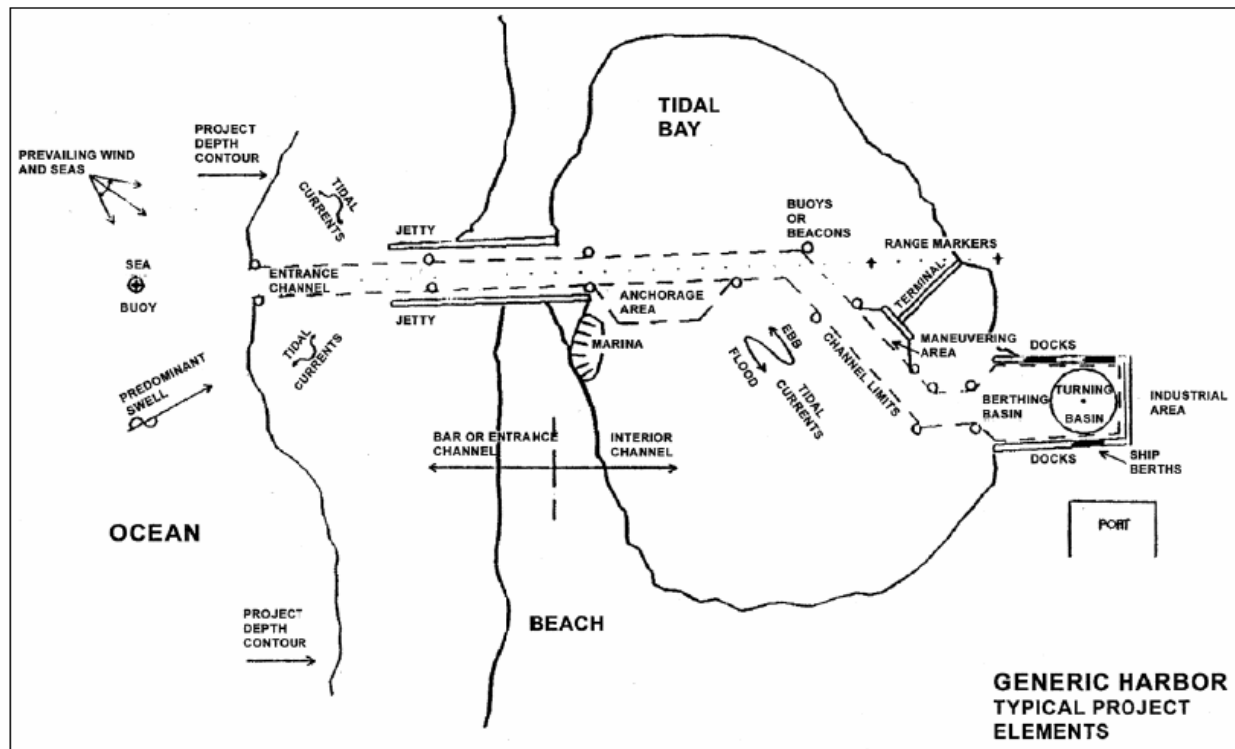 TIDAL
BAY
PROJECT
DEPTH
CONTOUR
PREVAILING WIND
AND SEAS
TIDAL
CURRENTS
BUOYS
OR
BEACONS
JETTY
RANGE MARKERS
SEA
BUOY
ENTRANCE
CHANNEL
TERMINAL
ANCHORAGE
AREA
JETTY
MARINA
EBB
FLOOD
TIDAL
CURRENTS
CHANNEL LIMITS
MANEUVERING
AREA
DOCKS
TIDAL
CURRENTS
PREDOMINANT
SWELL
BERTHING
BASIN
TURNING
BASIN
INDUSTRIAL
AREA
BAR OR ENTRANCE
CHANNEL
INTERIOR
CHANNEL
DOCKS
SHIP
BERTHS
OCEAN
PORT
PROJECT
DEPTH
CONTOUR
BEACH
GENERIC HARBOR
TYPICAL PROJECT
ELEMENTS